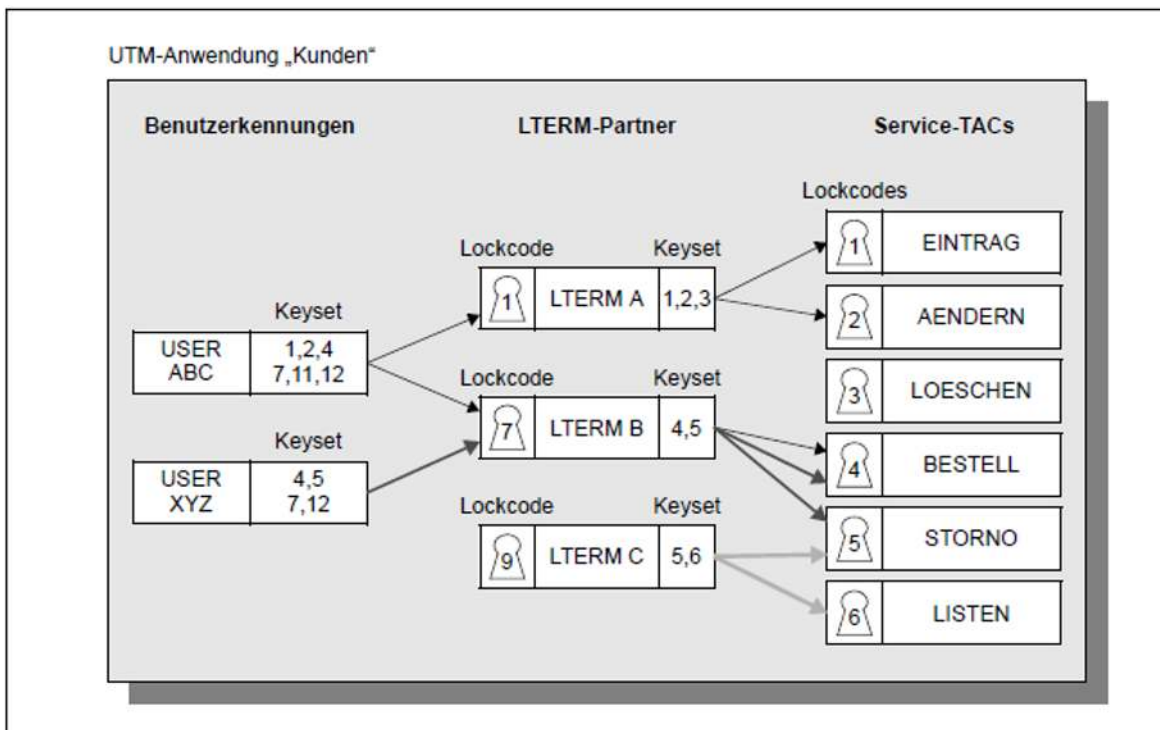 UTM-Anwendung „Kunden“
Benutzerkennungen
LTERM-Partner
Service-TACs
Lockcodes
1 EINTRAG
2 AENDERN
3 LOESCHEN
4 BESTELL
5 STORNO
6 LISTEN
Lockcode Keyset
1 LTERM A 1,2,3
Lockcode Keyset
7 LTERM B 4,5
Lockcode Keyset
9 LTERM C 5,6
Keyset
USER 1,2,4
ABC 7,11,12
Keyset
USER 4,5
XYZ 7,12